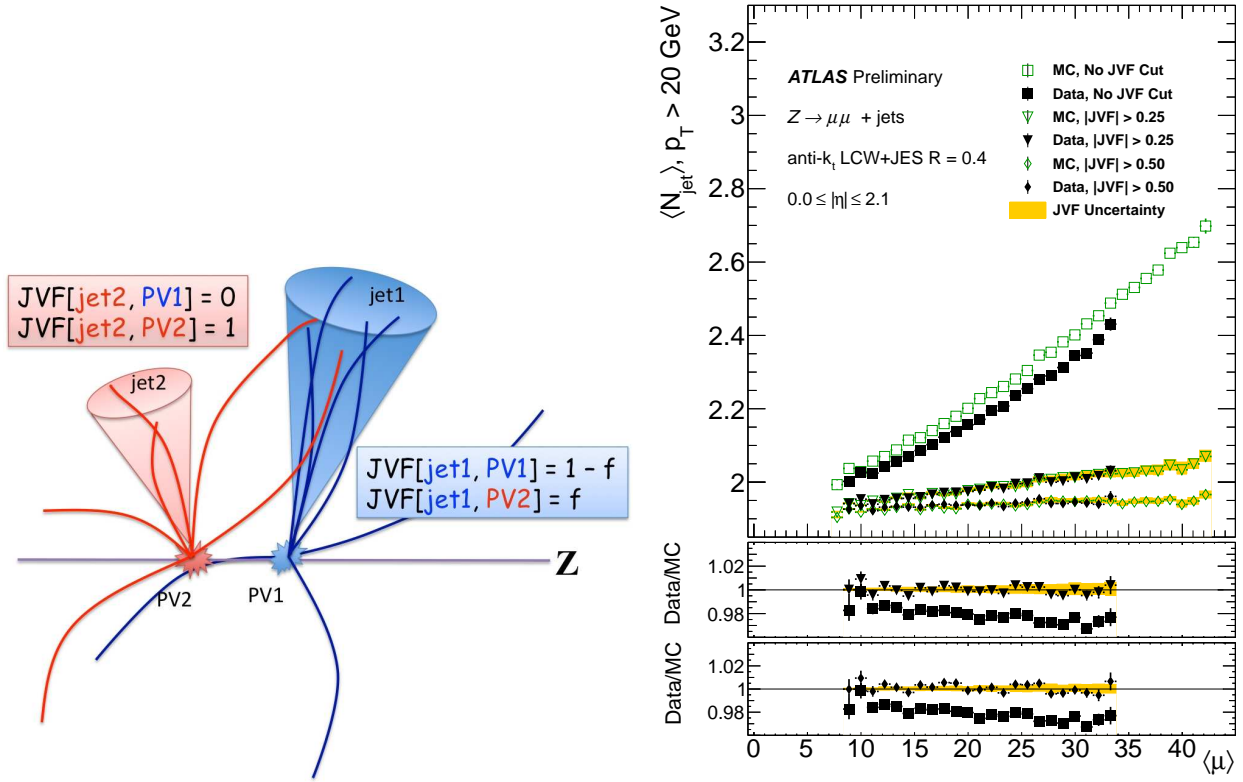 JVF[jet2, PV1] = 0
JVF[jet2, PV2] = 1
jet1
jet2
JVF[jet1, PV1] = 1 - f
JVF[jet1, PV2] = f
PV2
PV1
Z
⟨N_jet⟩, p_T > 20 GeV
3.2
3
2.8
2.6
2.4
2.2
2
ATLAS Preliminary
Z → μμ + jets
anti-k_t LCW+JES R = 0.4
0.0 ≤ |η| ≤ 2.1
MC, No JVF Cut
Data, No JVF Cut
MC, |JVF| > 0.25
Data, |JVF| > 0.25
MC, |JVF| > 0.50
Data, |JVF| > 0.50
JVF Uncertainty
Data/MC
1.02
1
0.98
Data/MC
1.02
1
0.98
0 5 10 15 20 25 30 35 40
⟨μ⟩